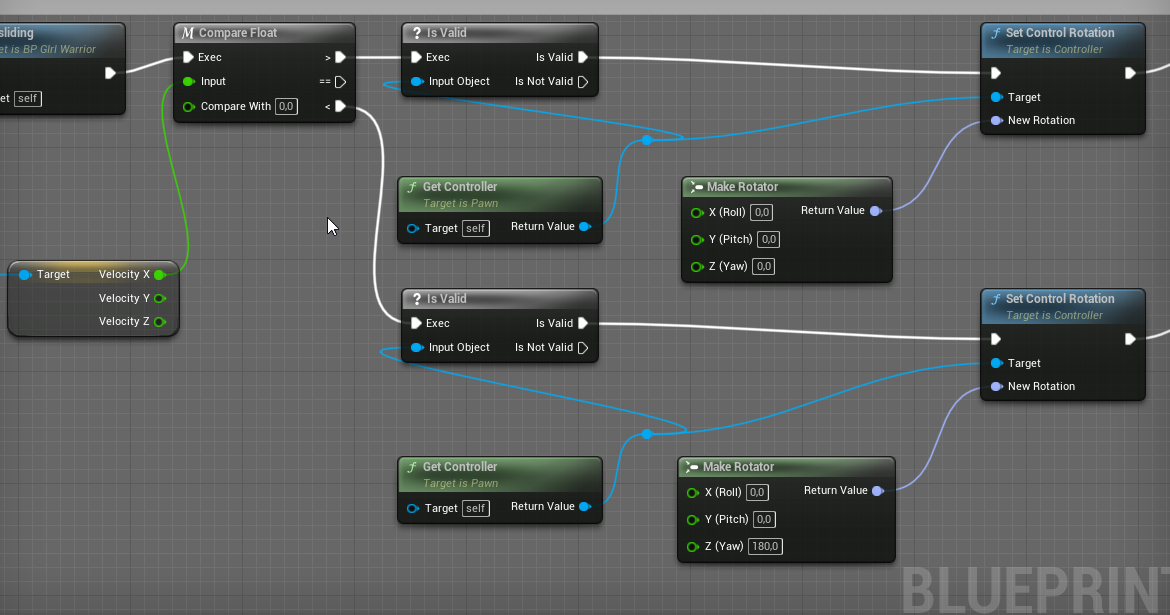 sliding
et is BP GIrl Warrior
et self
Compare Float
Exec >
Input ==
Compare With 0,0 <
Is Valid
Exec Is Valid
Input Object Is Not Valid
Set Control Rotation
Target is Controller
Target
New Rotation
Get Controller
Target is Pawn
Target self Return Value
Make Rotator
X (Roll) 0,0 Return Value
Y (Pitch) 0,0
Z (Yaw) 0,0
Target Velocity X
Velocity Y
Velocity Z
Is Valid
Exec Is Valid
Input Object Is Not Valid
Set Control Rotation
Target is Controller
Target
New Rotation
Get Controller
Target is Pawn
Target self Return Value
Make Rotator
X (Roll) 0,0 Return Value
Y (Pitch) 0,0
Z (Yaw) 180,0
BLUEPRINT